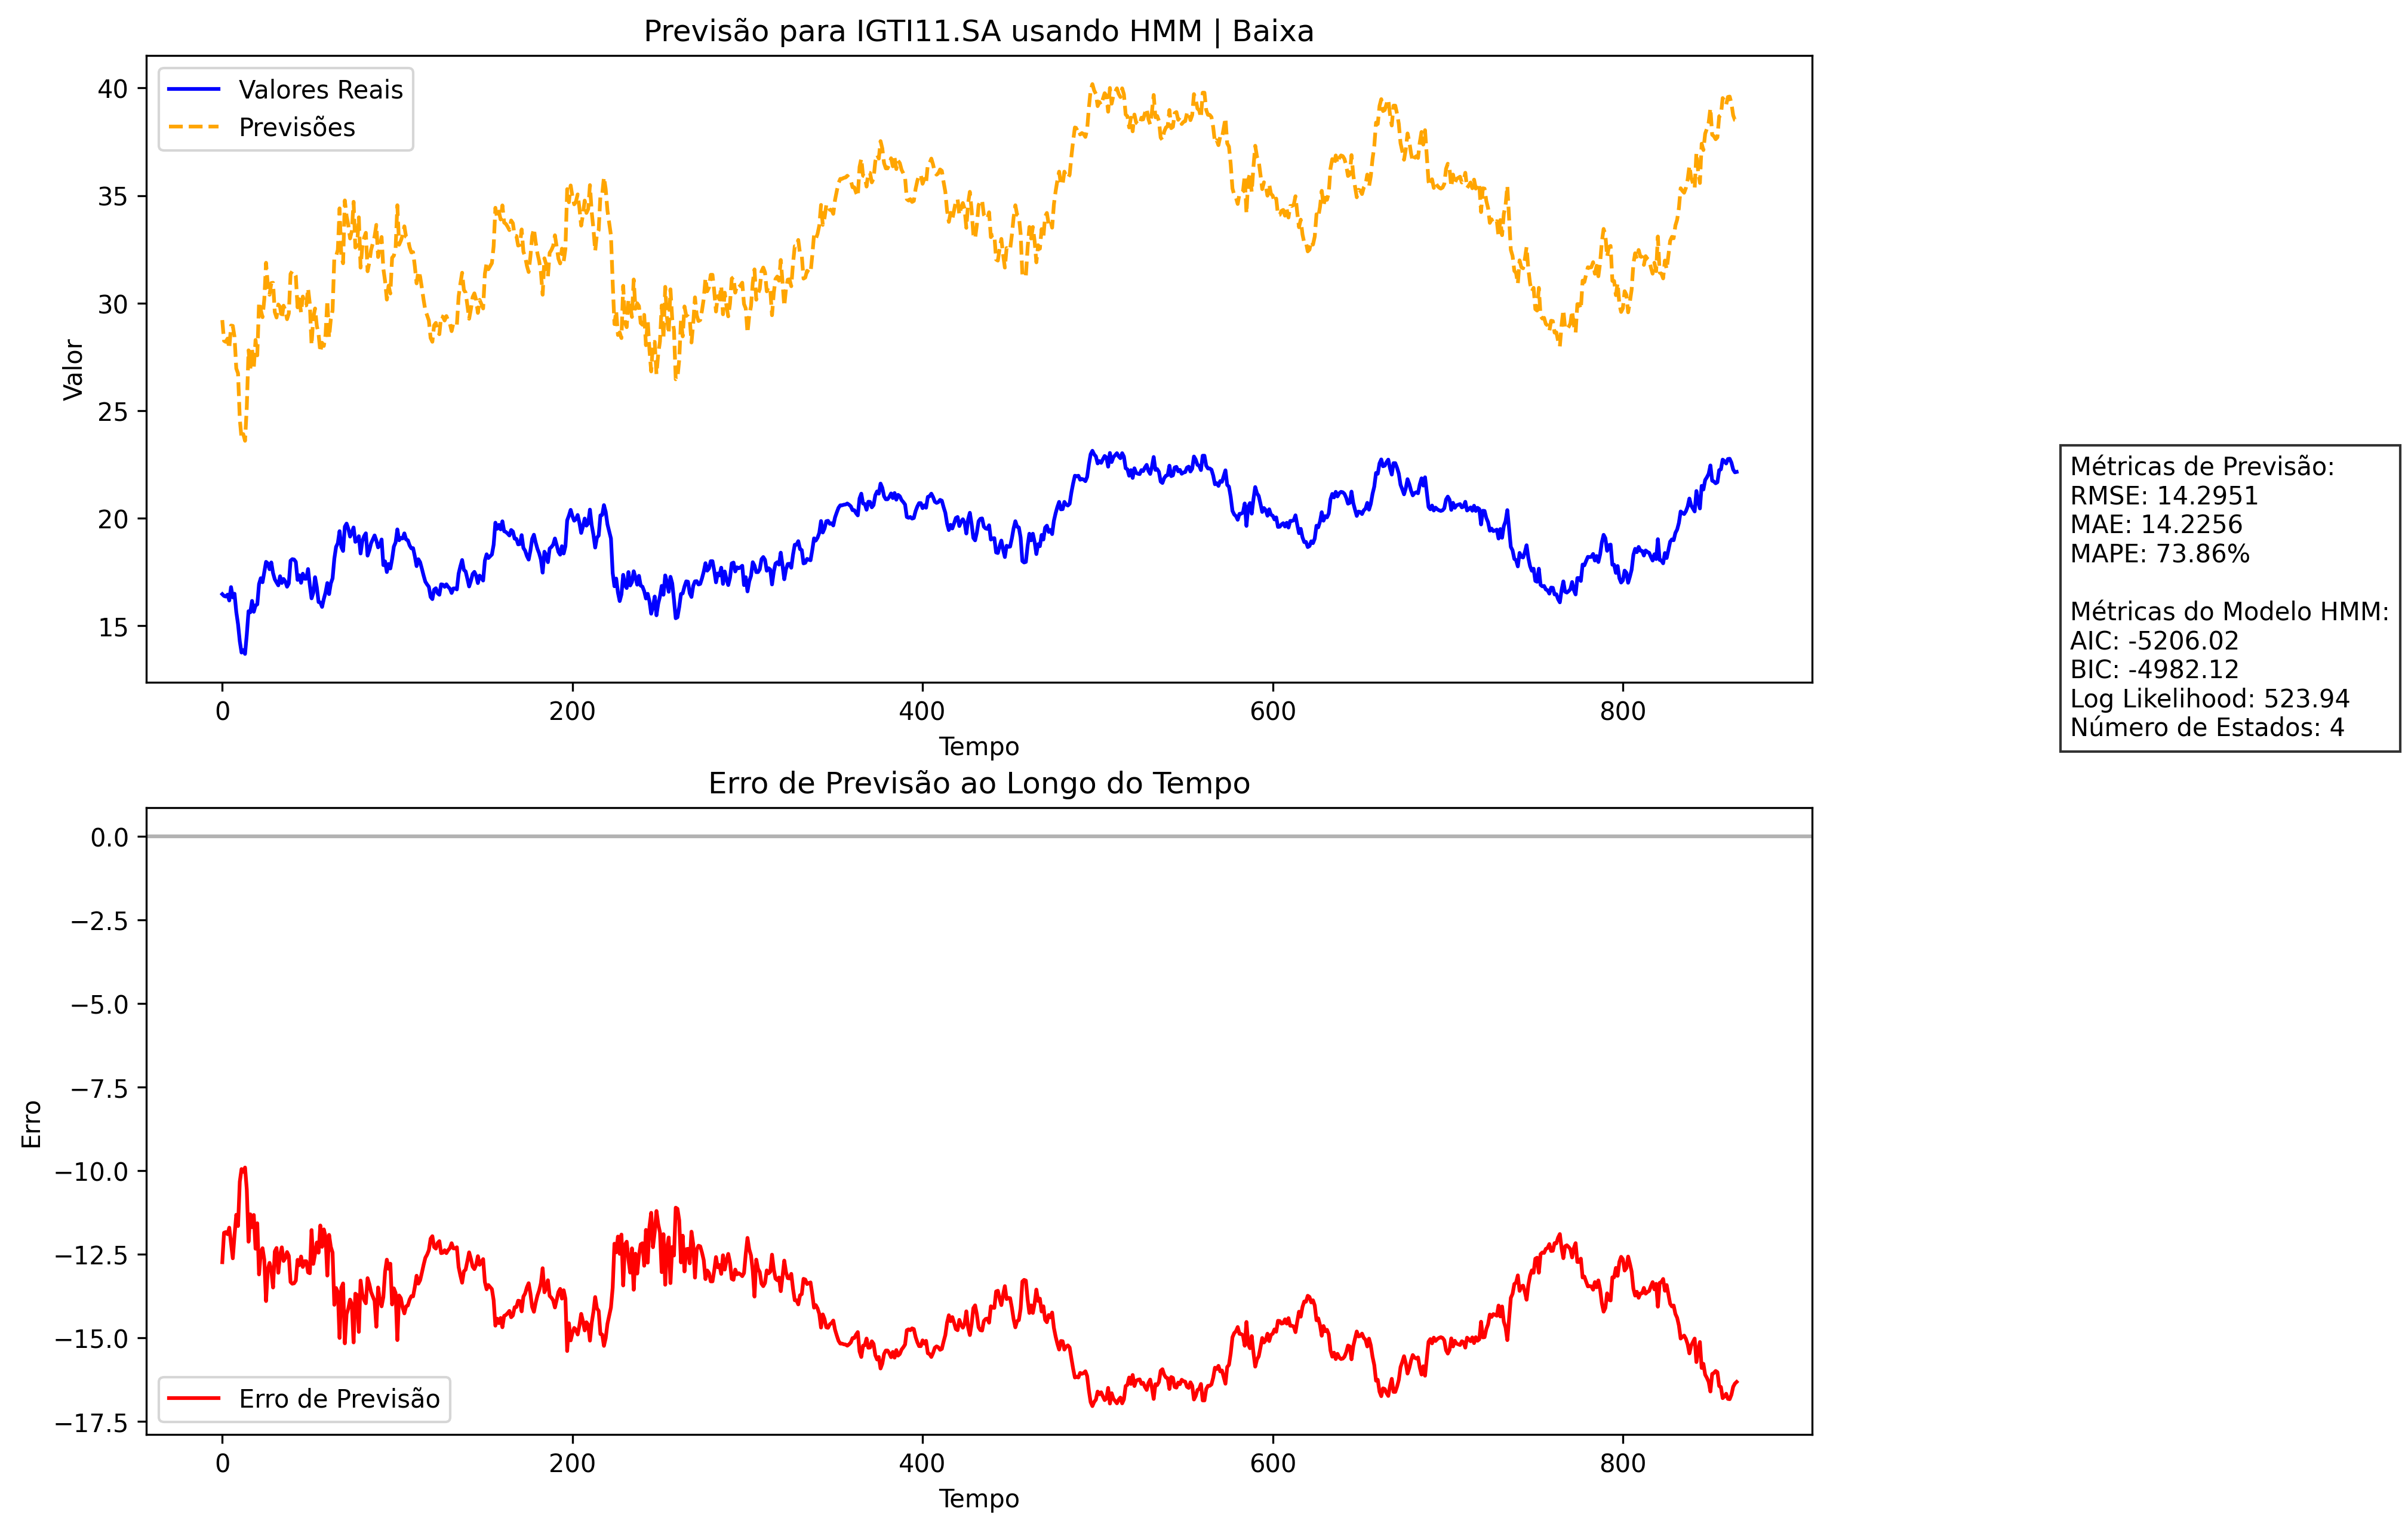 Previsão para IGTI11.SA usando HMM | Baixa
Valores Reais
Previsões
40
35
30
25
20
15
Valor
0
200
400
600
800
Tempo
Métricas de Previsão:
RMSE: 14.2951
MAE: 14.2256
MAPE: 73.86%
Métricas do Modelo HMM:
AIC: -5206.02
BIC: -4982.12
Log Likelihood: 523.94
Número de Estados: 4
Erro de Previsão ao Longo do Tempo
0.0
−2.5
−5.0
−7.5
−10.0
−12.5
−15.0
−17.5
Erro
Erro de Previsão
0
200
400
600
800
Tempo